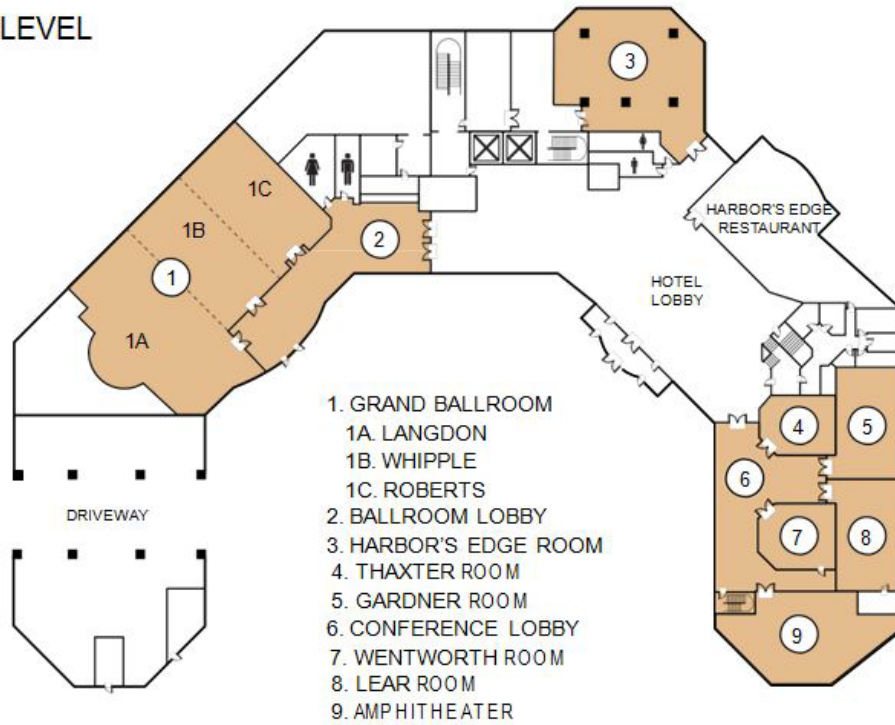 LEVEL
3
1C
HARBOR'S EDGE
RESTAURANT
1B
2
1
HOTEL
LOBBY
1A
1. GRAND BALLROOM
1A. LANGDON
1B. WHIPPLE
1C. ROBERTS
2. BALLROOM LOBBY
3. HARBOR'S EDGE ROOM
4. THAXTER ROOM
5. GARDNER ROOM
6. CONFERENCE LOBBY
7. WENTWORTH ROOM
8. LEAR ROOM
9. AMPHITHEATER
4
5
6
7
8
9
DRIVEWAY